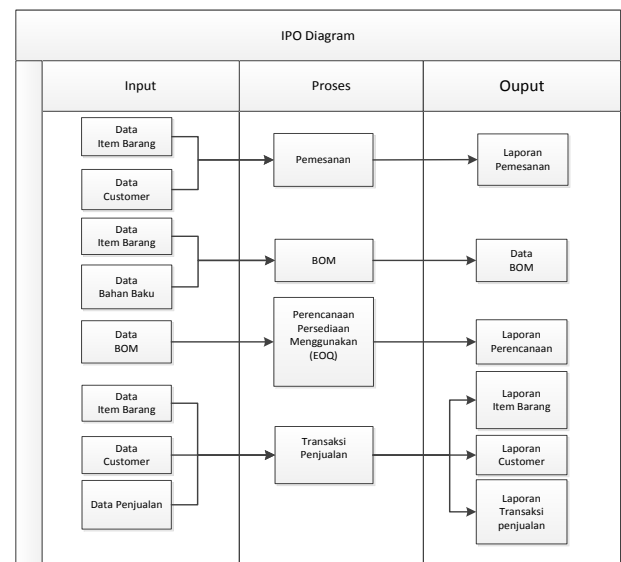 IPO Diagram
Input
Proses
Ouput
Data
Item Barang
Data
Customer
Pemesanan
Laporan
Pemesanan
Data
Item Barang
Data
Bahan Baku
BOM
Data
BOM
Data
BOM
Perencanaan
Persediaan
Menggunakan
(EOQ)
Laporan
Perencanaan
Data
Item Barang
Data
Customer
Data Penjualan
Transaksi
Penjualan
Laporan
Item Barang
Laporan
Customer
Laporan
Transaksi
penjualan